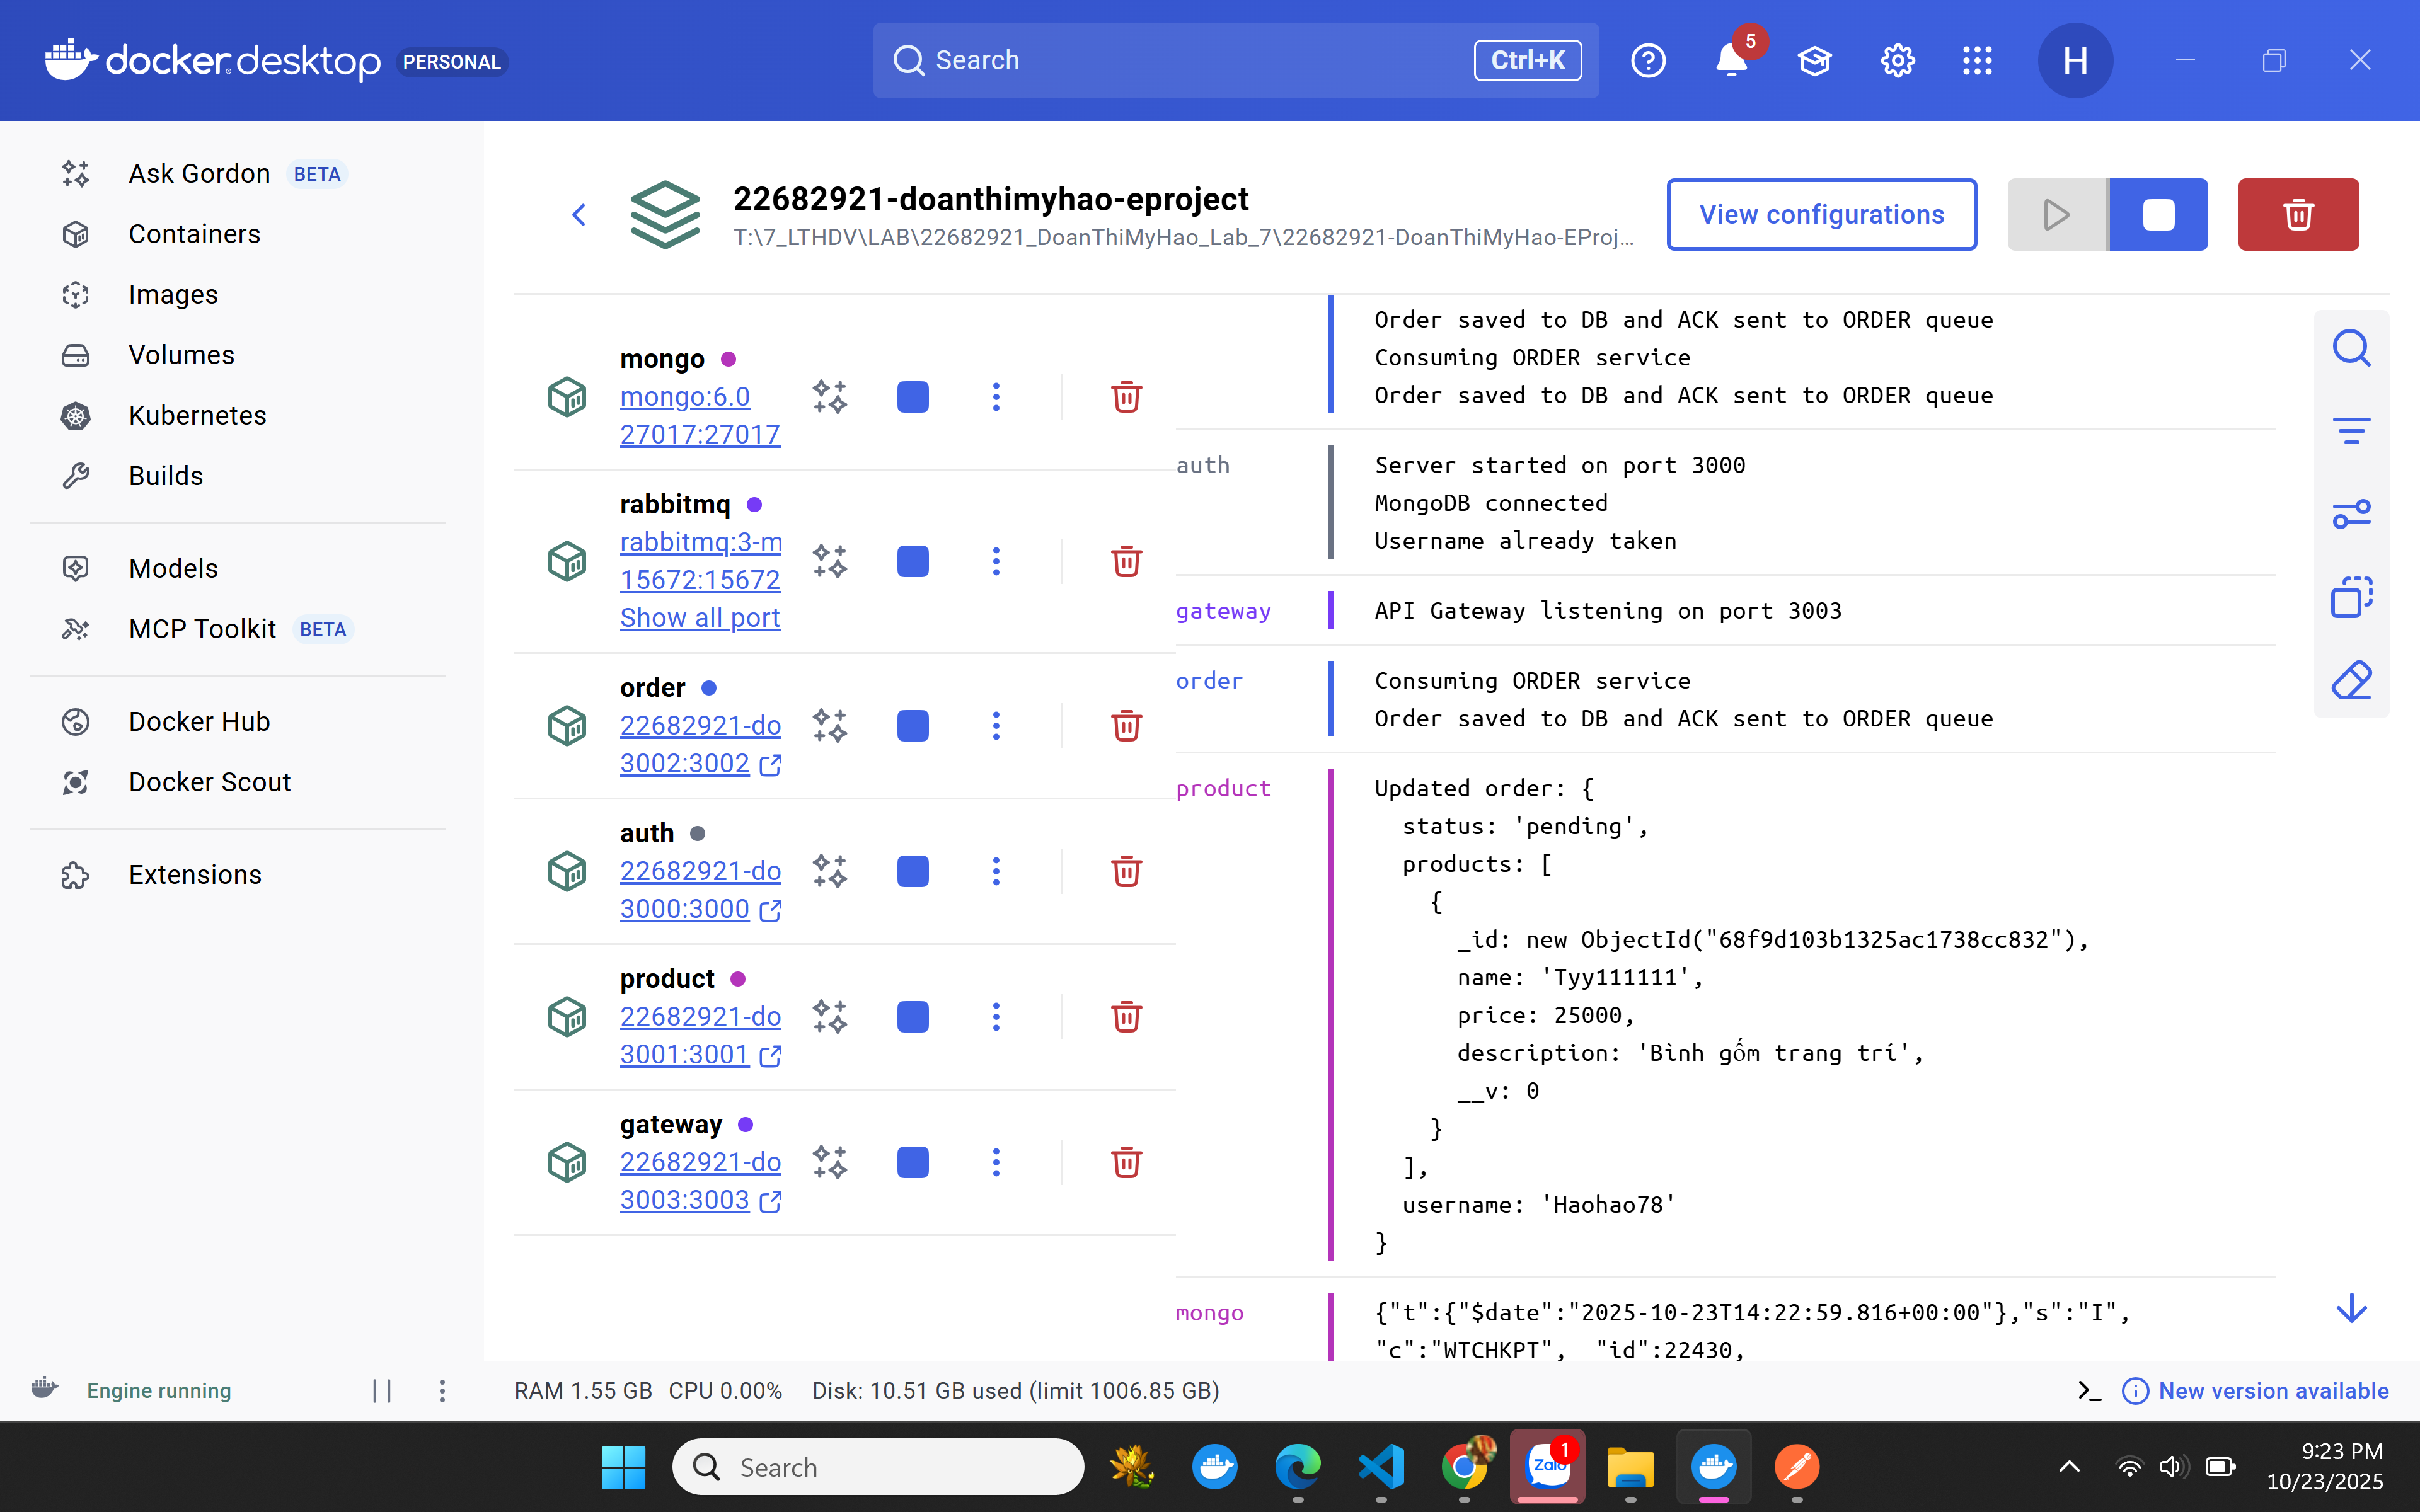 docker desktop PERSONAL
Search Ctrl+K
5
H
Ask Gordon BETA
Containers
Images
Volumes
Kubernetes
Builds
Models
MCP Toolkit BETA
Docker Hub
Docker Scout
Extensions
22682921-doanthimyhao-eproject
T:\7_LTHDV\LAB\22682921_DoanThiMyHao_Lab_7\22682921-DoanThiMyHao-EProj...
View configurations
mongo
mongo:6.0
27017:27017
rabbitmq
rabbitmq:3-m
15672:15672
Show all port
order
22682921-do
3002:3002
auth
22682921-do
3000:3000
product
22682921-do
3001:3001
gateway
22682921-do
3003:3003
Order saved to DB and ACK sent to ORDER queue
Consuming ORDER service
Order saved to DB and ACK sent to ORDER queue
auth Server started on port 3000
MongoDB connected
Username already taken
gateway API Gateway listening on port 3003
order Consuming ORDER service
Order saved to DB and ACK sent to ORDER queue
product Updated order: {
status: 'pending',
products: [
{
_id: new ObjectId("68f9d103b1325ac1738cc832"),
name: 'Tyy111111',
price: 25000,
description: 'Bình gốm trang trí',
__v: 0
}
],
username: 'Haohao78'
}
mongo {"t":{"$date":"2025-10-23T14:22:59.816+00:00"},"s":"I",
"c":"WTCHKPT", "id":22430,
Engine running
RAM 1.55 GB CPU 0.00% Disk: 10.51 GB used (limit 1006.85 GB)
New version available
Search
Zalo
1
9:23 PM
10/23/2025